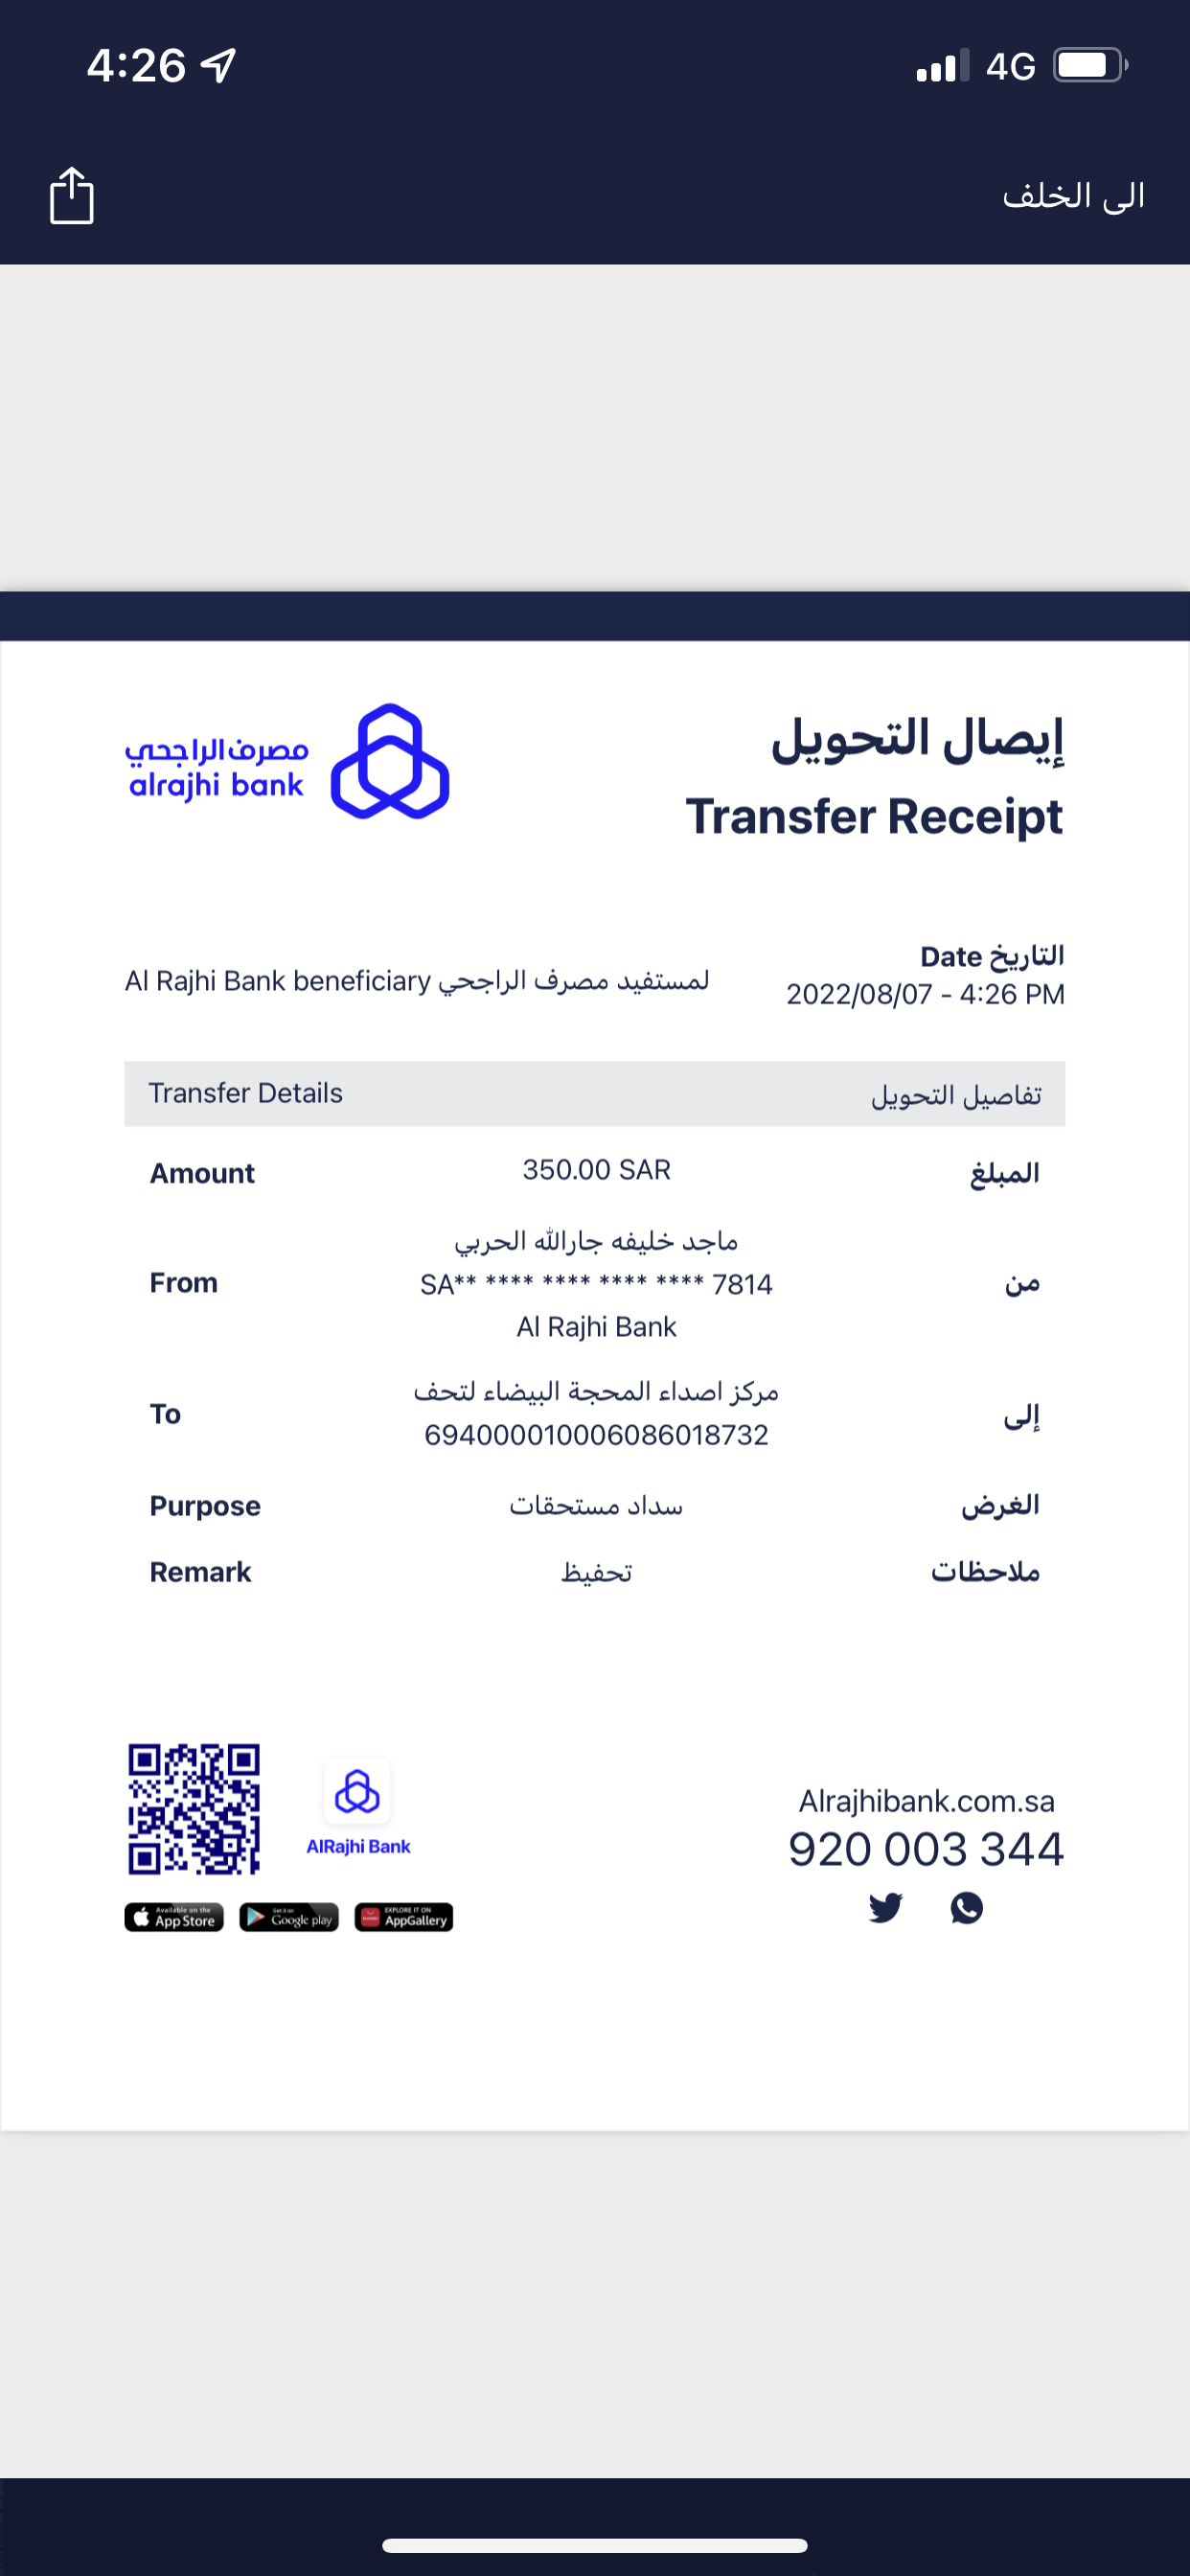 4:26
4G
الى الخلف
إيصال التحويل
Transfer Receipt
مصرف الراجحي
alrajhi bank
التاريخ Date
2022/08/07 - 4:26 PM
لمستفيد مصرف الراجحي Al Rajhi Bank beneficiary
Transfer Details تفاصيل التحويل
Amount 350.00 SAR المبلغ
ماجد خليفه جارالله الحربي
From SA** **** **** **** **** 7814 من
Al Rajhi Bank
مركز اصداء المحجة البيضاء لتحف
To إلى
694000010006086018732
Purpose سداد مستحقات الغرض
Remark تحفيظ ملاحظات
AlRajhi Bank
Alrajhibank.com.sa
920 003 344
Available on the App Store
Get it on Google play
EXPLORE IT ON AppGallery